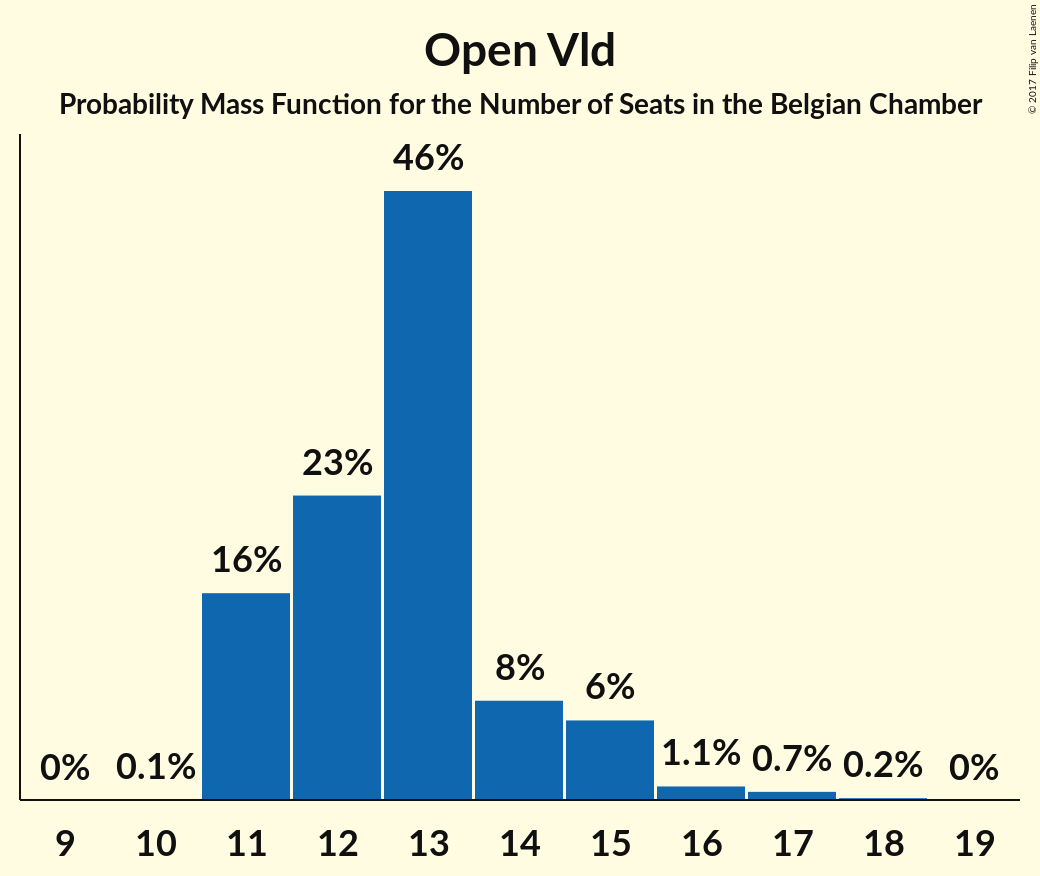 Open Vld
Probability Mass Function for the Number of Seats in the Belgian Chamber
© 2017 Filip van Laenen
46%
23%
16%
8%
6%
1.1%
0.7%
0.2%
0%
0.1%
0%
9 10 11 12 13 14 15 16 17 18 19